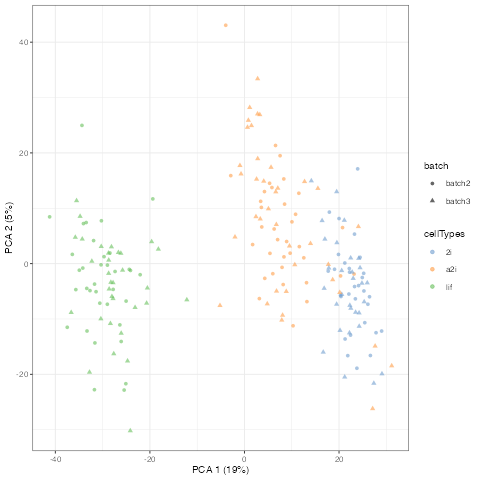 40
20
0
-20
-40
-20
0
20
PCA 1 (19%)
PCA 2 (5%)
batch
batch2
batch3
cellTypes
2i
a2i
lif